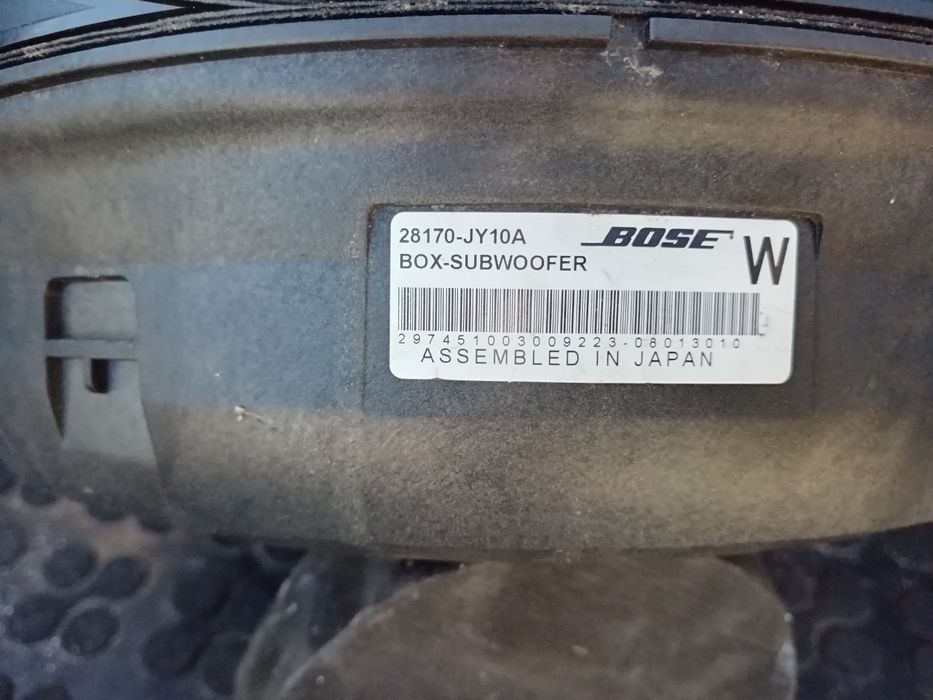 28170-JY10A
BOSE
W
BOX-SUBWOOFER
297451003009223-08013010
ASSEMBLED IN JAPAN